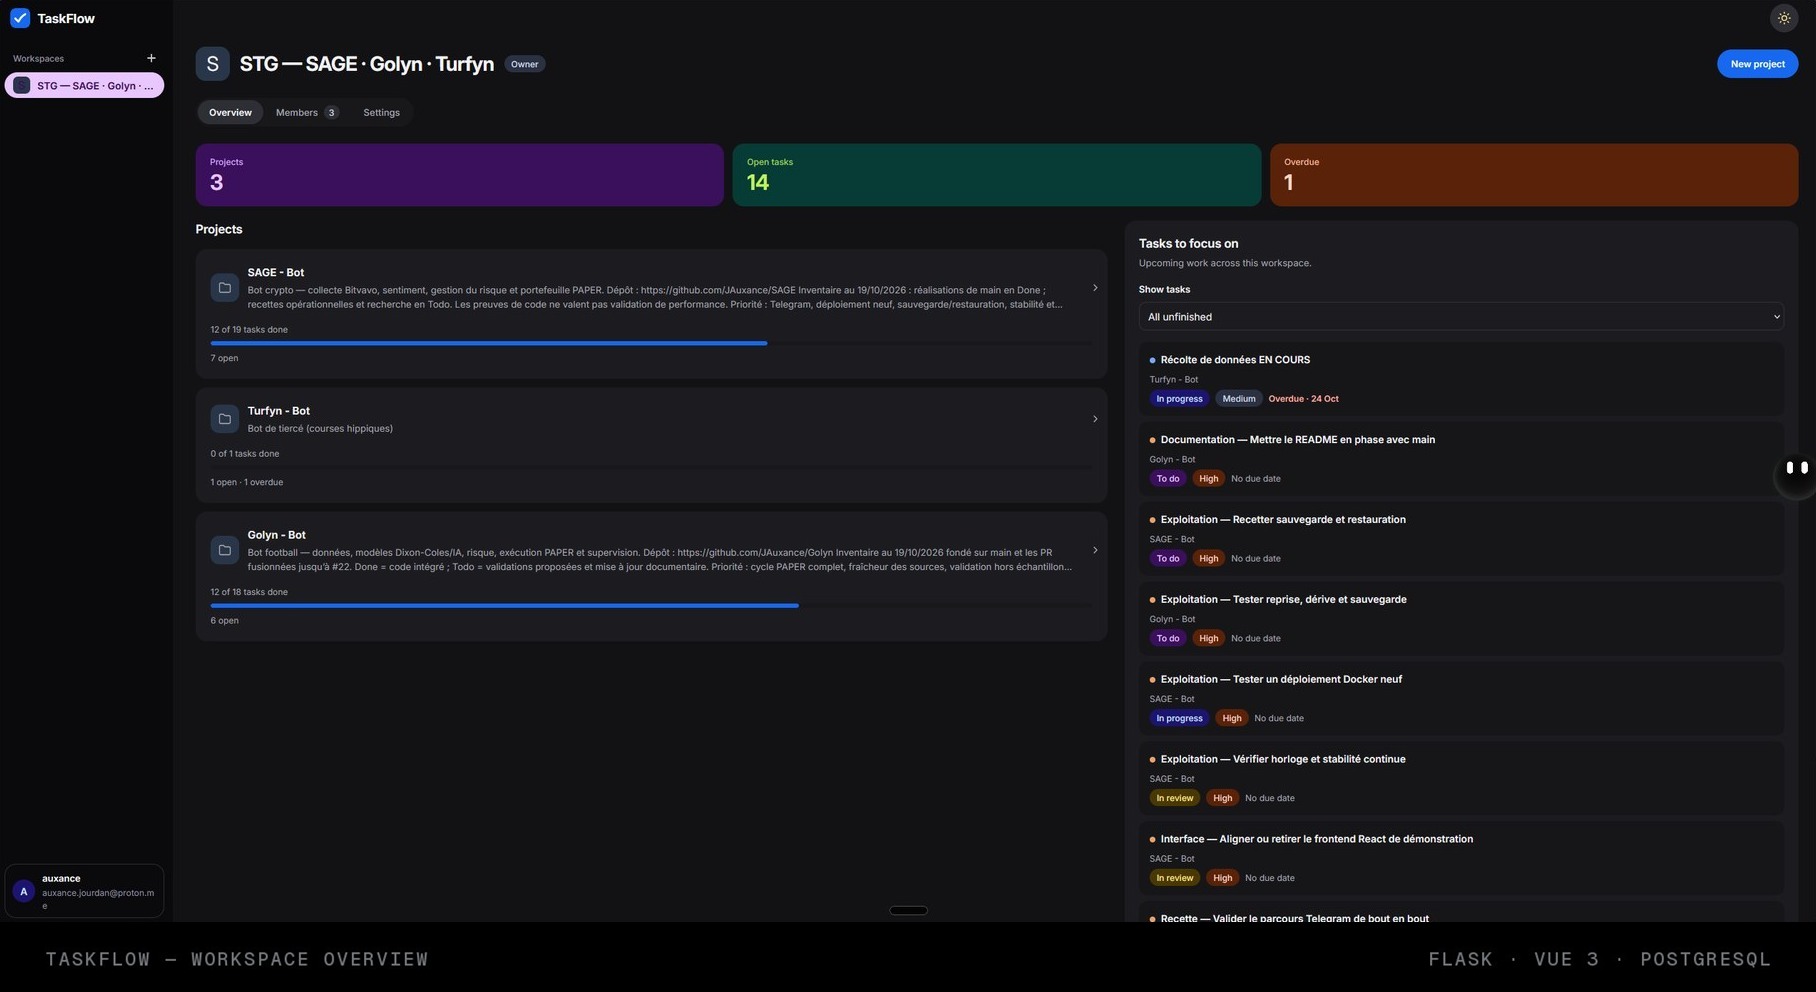 TaskFlow
Workspaces
S
STG — SAGE · Golyn · ...
S
STG — SAGE · Golyn · Turfyn
Owner
New project
Overview
Members 3
Settings
Projects
3
Open tasks
14
Overdue
1
Projects
SAGE - Bot
Bot crypto — collecte Bitvavo, sentiment, gestion du risque et portefeuille PAPER. Dépôt : https://github.com/JAuxance/SAGE Inventaire au 19/10/2026 : réalisations de main en Done ;
recettes opérationnelles et recherche en Todo. Les preuves de code ne valent pas validation de performance. Priorité : Telegram, déploiement neuf, sauvegarde/restauration, stabilité et...
12 of 19 tasks done
7 open
Turfyn - Bot
Bot de tiercé (courses hippiques)
0 of 1 tasks done
1 open · 1 overdue
Golyn - Bot
Bot football — données, modèles Dixon-Coles/IA, risque, exécution PAPER et supervision. Dépôt : https://github.com/JAuxance/Golyn Inventaire au 19/10/2026 fondé sur main et les PR
fusionnées jusqu'à #22. Done = code intégré ; Todo = validations proposées et mise à jour documentaire. Priorité : cycle PAPER complet, fraîcheur des sources, validation hors échantillon...
12 of 18 tasks done
6 open
Tasks to focus on
Upcoming work across this workspace.
Show tasks
All unfinished
Récolte de données EN COURS
Turfyn - Bot
In progress Medium Overdue · 24 Oct
Documentation — Mettre le README en phase avec main
Golyn - Bot
To do High No due date
Exploitation — Recetter sauvegarde et restauration
SAGE - Bot
To do High No due date
Exploitation — Tester reprise, dérive et sauvegarde
Golyn - Bot
To do High No due date
Exploitation — Tester un déploiement Docker neuf
SAGE - Bot
In progress High No due date
Exploitation — Vérifier horloge et stabilité continue
SAGE - Bot
In review High No due date
Interface — Aligner ou retirer le frontend React de démonstration
SAGE - Bot
In review High No due date
Recette — Valider le parcours Telegram de bout en bout
A
auxance
auxance.jourdan@proton.m
e
TASKFLOW — WORKSPACE OVERVIEW
FLASK · VUE 3 · POSTGRESQL